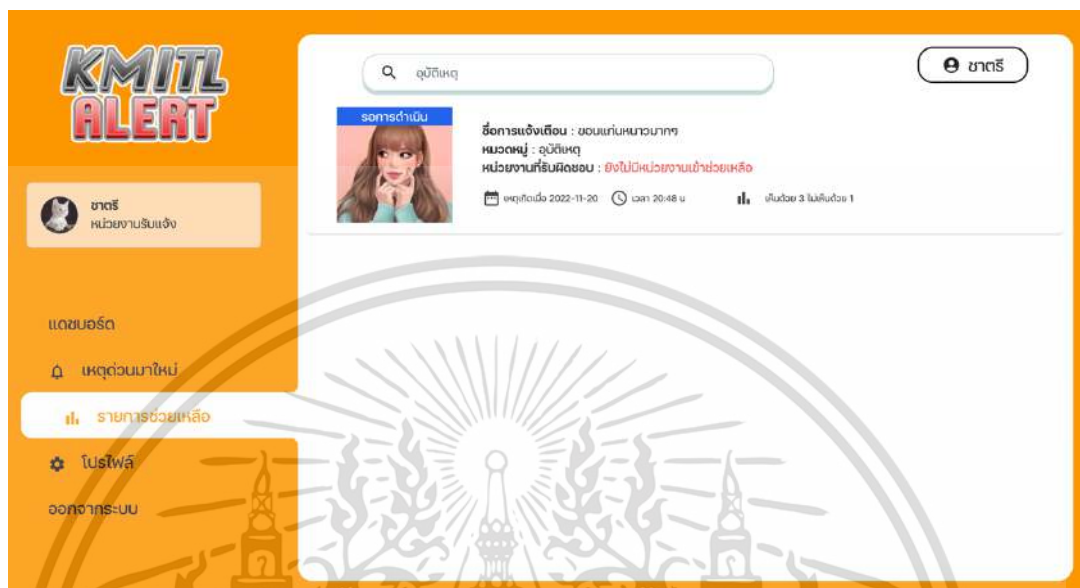 KMITL
ALERT
ชาตรี
หน่วยงานรับแจ้ง
แดชบอร์ด
เหตุด่วนมาใหม่
รายการช่วยเหลือ
โปรไฟล์
ออกจากระบบ
อุบัติเหตุ
ชาตรี
รอการดำเนิน
ชื่อการแจ้งเตือน : ขอนแก่นหนาวมากๆ
หมวดหมู่ : อุบัติเหตุ
หน่วยงานที่รับผิดชอบ : ยังไม่มีหน่วยงานเข้าช่วยเหลือ
เหตุเกิดเมื่อ 2022-11-20 เวลา 20:48 น เห็นด้วย 3 ไม่เห็นด้วย 1